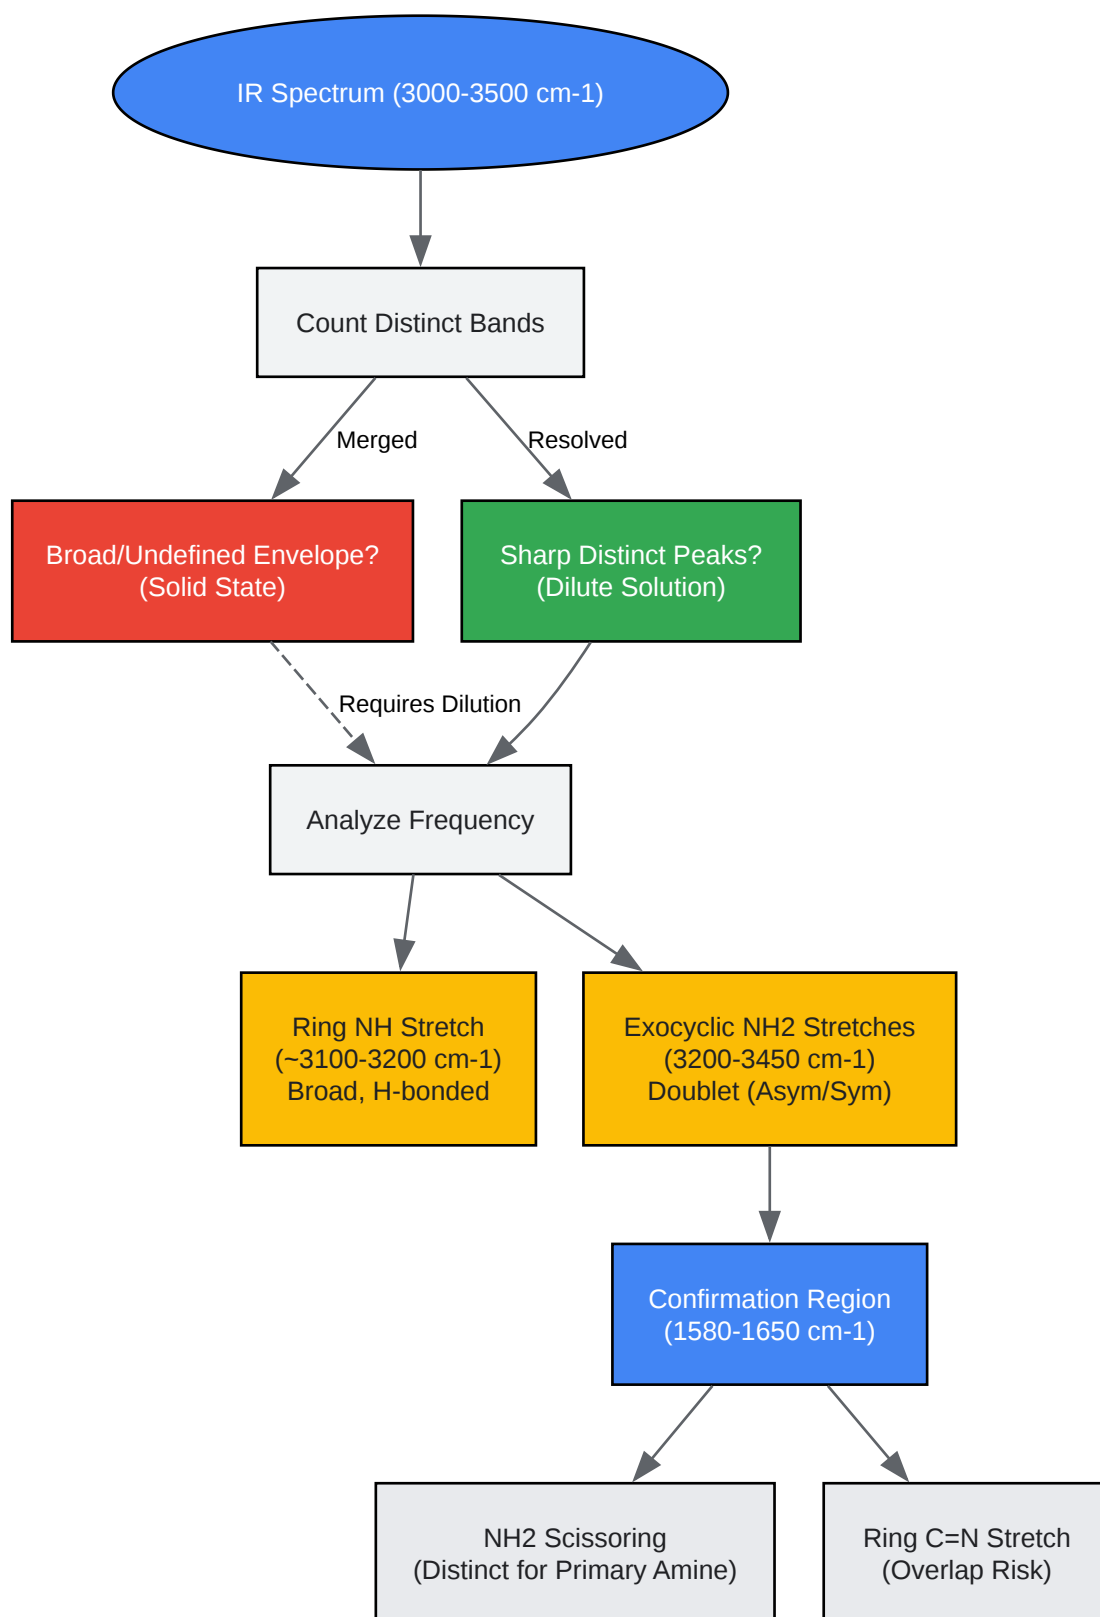 IR Spectrum (3000-3500 cm-1)
Count Distinct Bands
Merged
Resolved
Broad/Undefined Envelope?
(Solid State)
Sharp Distinct Peaks?
(Dilute Solution)
Requires Dilution
Analyze Frequency
Ring NH Stretch
(~3100-3200 cm-1)
Broad, H-bonded
Exocyclic NH2 Stretches
(3200-3450 cm-1)
Doublet (Asym/Sym)
Confirmation Region
(1580-1650 cm-1)
NH2 Scissoring
(Distinct for Primary Amine)
Ring C=N Stretch
(Overlap Risk)